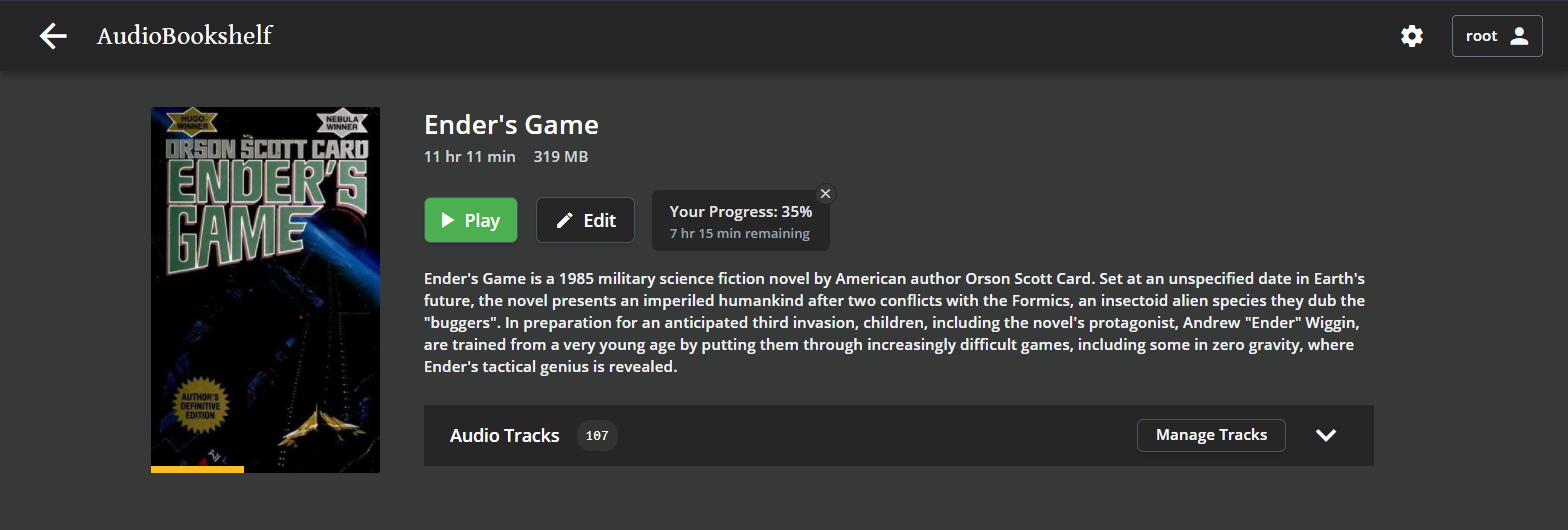 AudioBookshelf
root
HUGO
WINNER
NEBULA
WINNER
ORSON SCOTT CARD
ENDER'S
GAME
AUTHOR'S
DEFINITIVE
EDITION
Ender's Game
11 hr 11 min 319 MB
Play
Edit
Your Progress: 35%
7 hr 15 min remaining
Ender's Game is a 1985 military science fiction novel by American author Orson Scott Card. Set at an unspecified date in Earth's
future, the novel presents an imperiled humankind after two conflicts with the Formics, an insectoid alien species they dub the
"buggers". In preparation for an anticipated third invasion, children, including the novel's protagonist, Andrew "Ender" Wiggin,
are trained from a very young age by putting them through increasingly difficult games, including some in zero gravity, where
Ender's tactical genius is revealed.
Audio Tracks 107
Manage Tracks